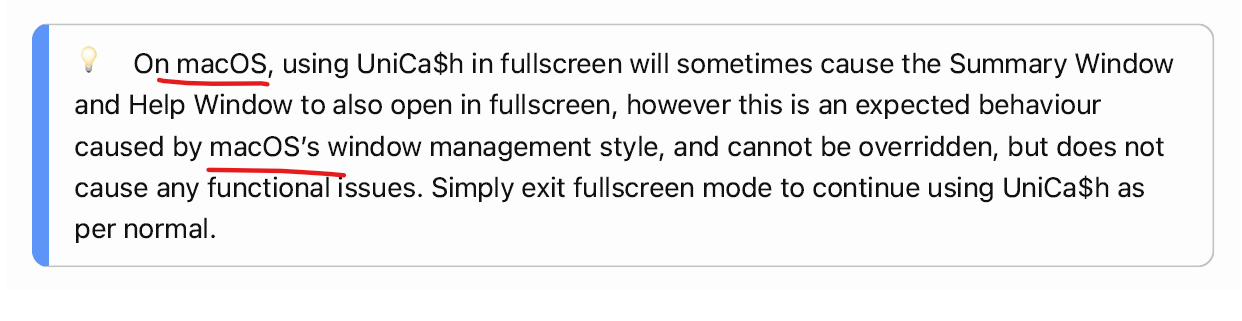 💡 On macOS, using UniCa$h in fullscreen will sometimes cause the Summary Window
and Help Window to also open in fullscreen, however this is an expected behaviour
caused by macOS’s window management style, and cannot be overridden, but does not
cause any functional issues. Simply exit fullscreen mode to continue using UniCa$h as
per normal.